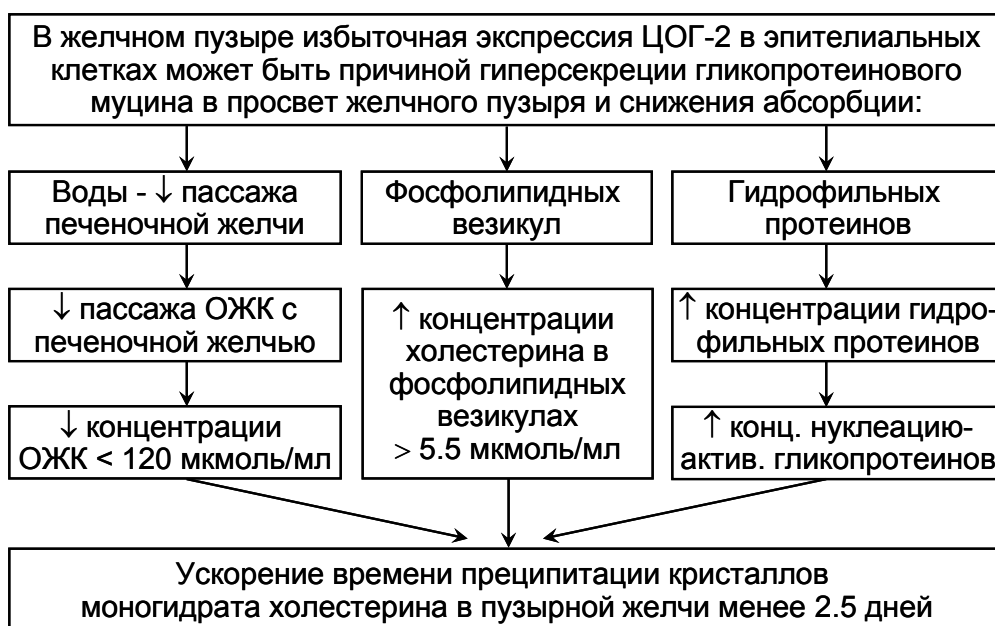 В желчном пузыре избыточная экспрессия ЦОГ-2 в эпителиальных
клетках может быть причиной гиперсекреции гликопротеинового
муцина в просвет желчного пузыря и снижения абсорбции:
Воды - ↓ пассажа
печеночной желчи
Фосфолипидных
везикул
Гидрофильных
протеинов
↓ пассажа ОЖК с
печеночной желчью
↑ концентрации
холестерина в
фосфолипидных
везикулах
> 5.5 мкмоль/мл
↑ концентрации гидро-
фильных протеинов
↓ концентрации
ОЖК < 120 мкмоль/мл
↑ конц. нуклеацию-
актив. гликопротеинов
Ускорение времени преципитации кристаллов
моногидрата холестерина в пузырной желчи менее 2.5 дней